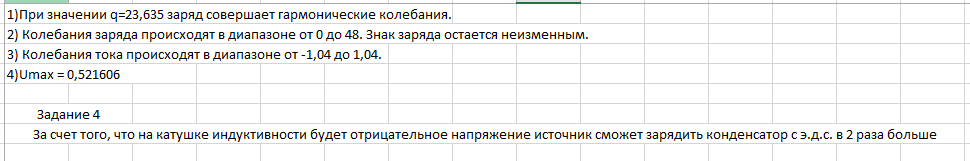 1)При значении q=23,635 заряд совершает гармонические колебания.
2) Колебания заряда происходят в диапазоне от 0 до 48. Знак заряда остается неизменным.
3) Колебания тока происходят в диапазоне от -1,04 до 1,04.
4)Umax = 0,521606
Задание 4
За счет того, что на катушке индуктивности будет отрицательное напряжение источник сможет зарядить конденсатор с э.д.с. в 2 раза больше